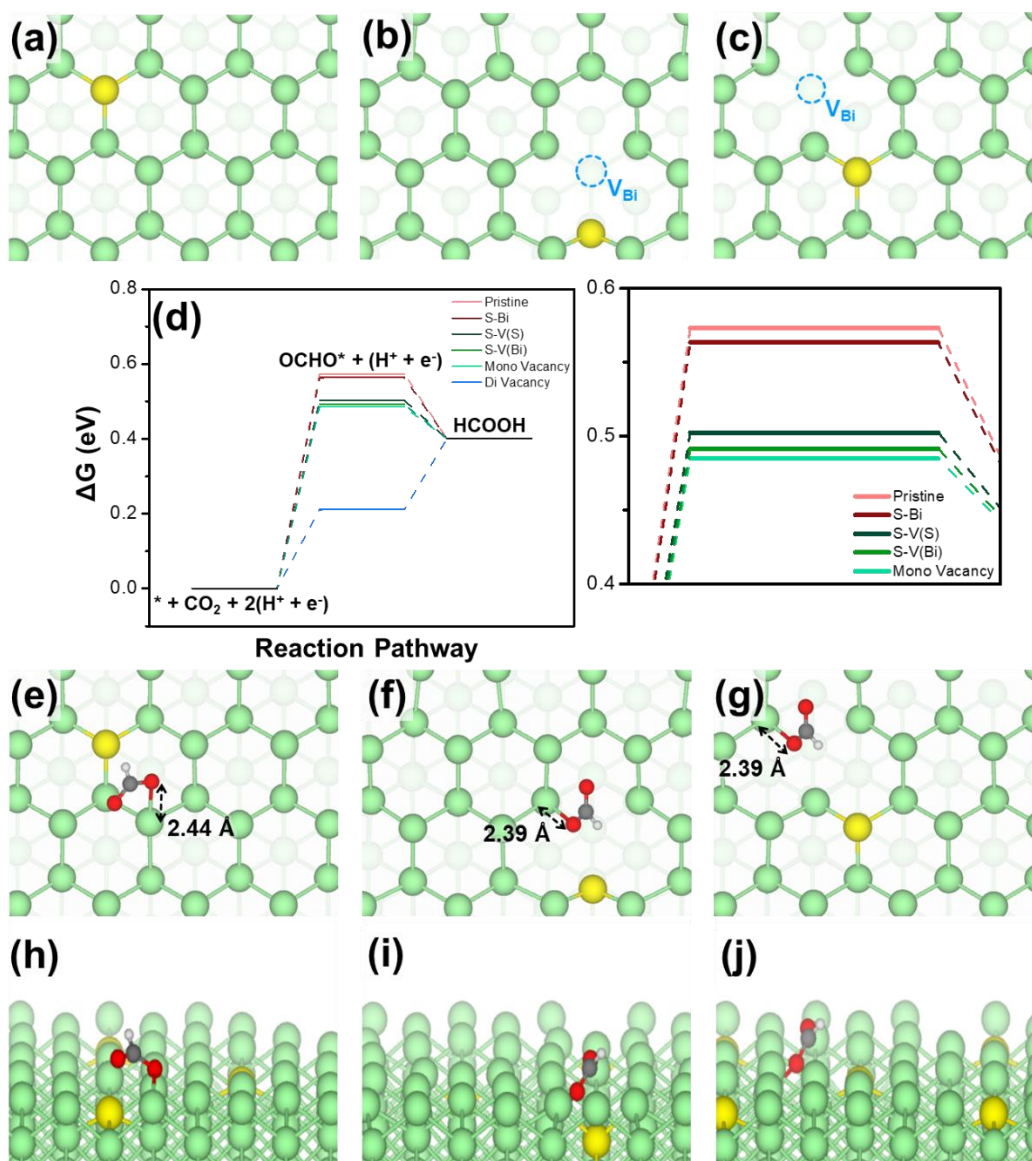 (a)
(b)
(c)
V_Bi
V_Bi
(d)
0.8
0.6
0.4
0.2
0.0
ΔG (eV)
Pristine
S-Bi
S-V(S)
S-V(Bi)
Mono Vacancy
Di Vacancy
OCHO* + (H⁺ + e⁻)
HCOOH
* + CO₂ + 2(H⁺ + e⁻)
Reaction Pathway
0.6
0.5
0.4
Pristine
S-Bi
S-V(S)
S-V(Bi)
Mono Vacancy
(e)
2.44 Å
(f)
2.39 Å
(g)
2.39 Å
(h)
(i)
(j)